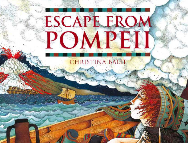 ESCAPE FROM
POMPEII
CHRISTINA BALIT